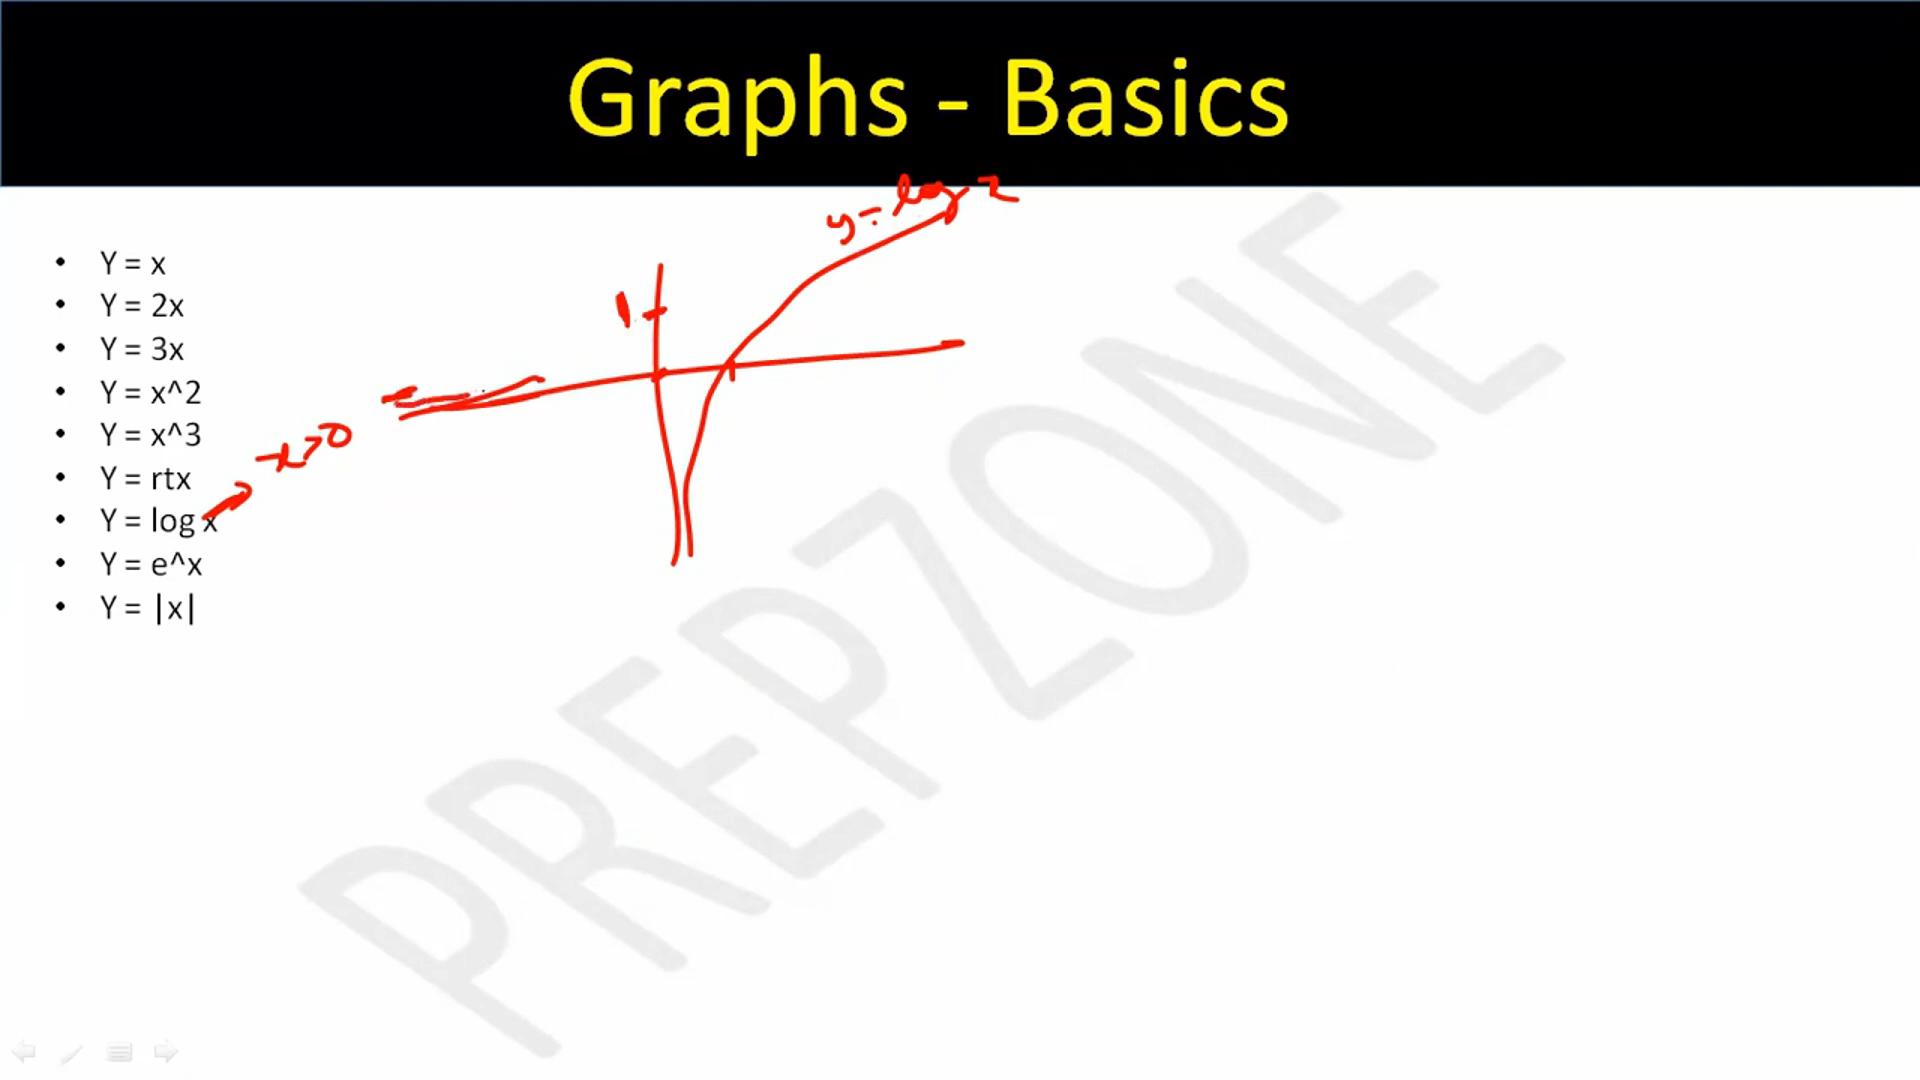 Graphs - Basics
y = log x
• Y = x
• Y = 2x
1
• Y = 3x
• Y = x^2
• Y = x^3
x>0
• Y = rtx
• Y = log x
• Y = e^x
• Y = |x|
PREPZONE